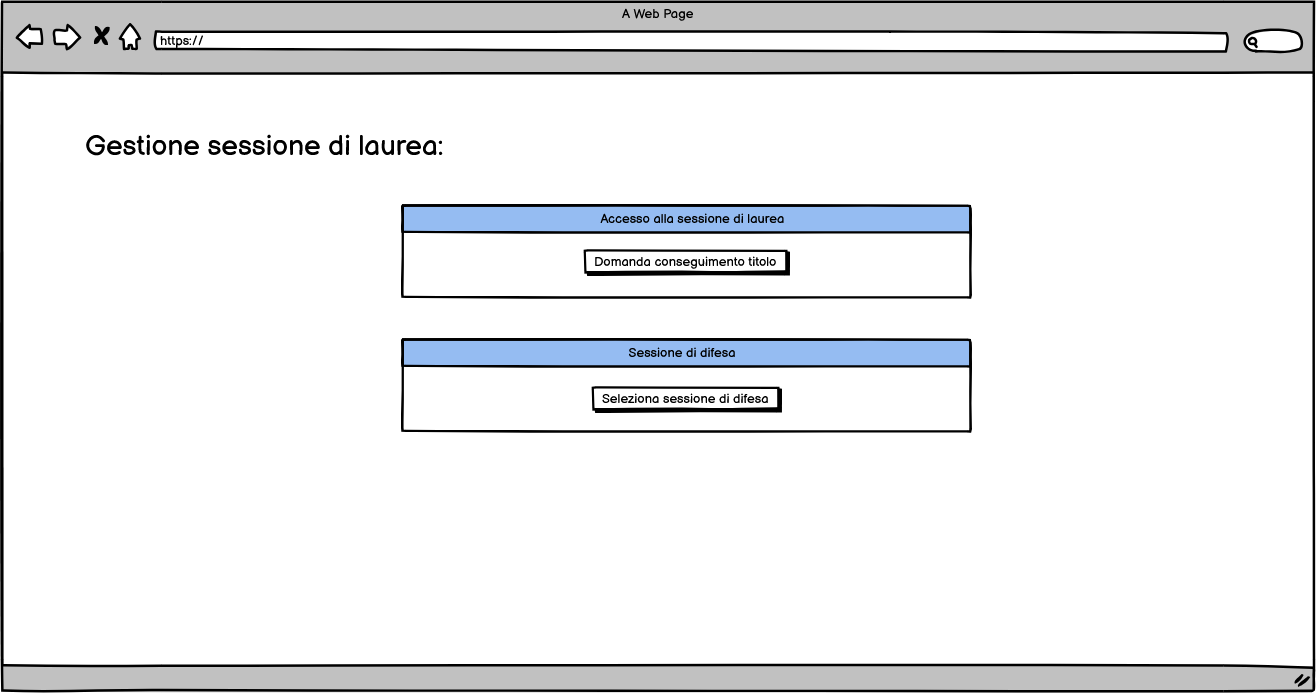 A Web Page
https://
Gestione sessione di laurea:
Accesso alla sessione di laurea
Domanda conseguimento titolo
Sessione di difesa
Seleziona sessione di difesa